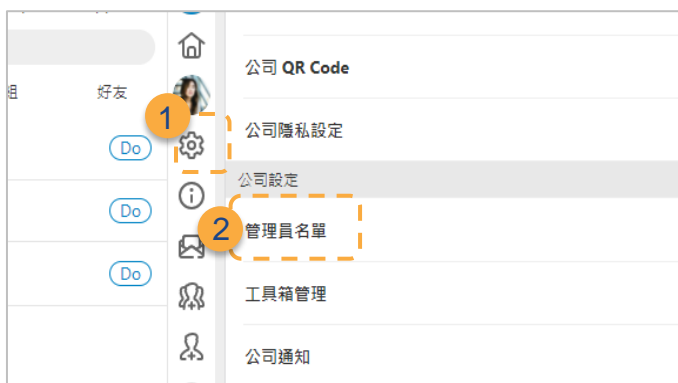 組 好友
Do
Do
Do
1
2
公司 QR Code
公司隱私設定
公司設定
管理員名單
工具箱管理
公司通知